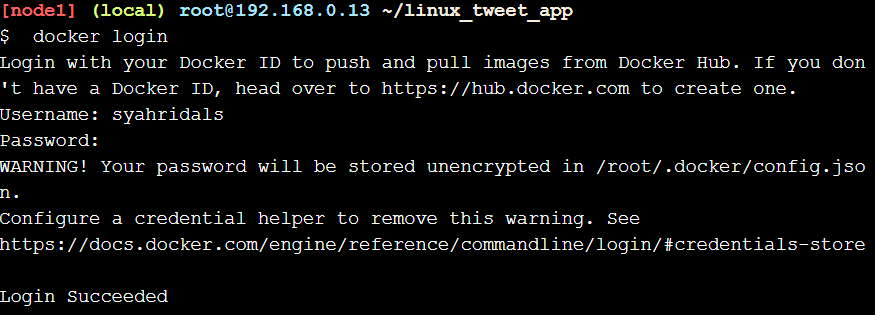 [node1] (local) root@192.168.0.13 ~/linux_tweet_app
$  docker login
Login with your Docker ID to push and pull images from Docker Hub. If you don
't have a Docker ID, head over to https://hub.docker.com to create one.
Username: syahridals
Password:
WARNING! Your password will be stored unencrypted in /root/.docker/config.jso
n.
Configure a credential helper to remove this warning. See
https://docs.docker.com/engine/reference/commandline/login/#credentials-store
Login Succeeded